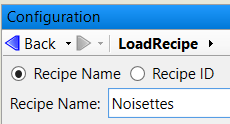 Configuration
Back LoadRecipe
Recipe Name Recipe ID
Recipe Name: Noisettes